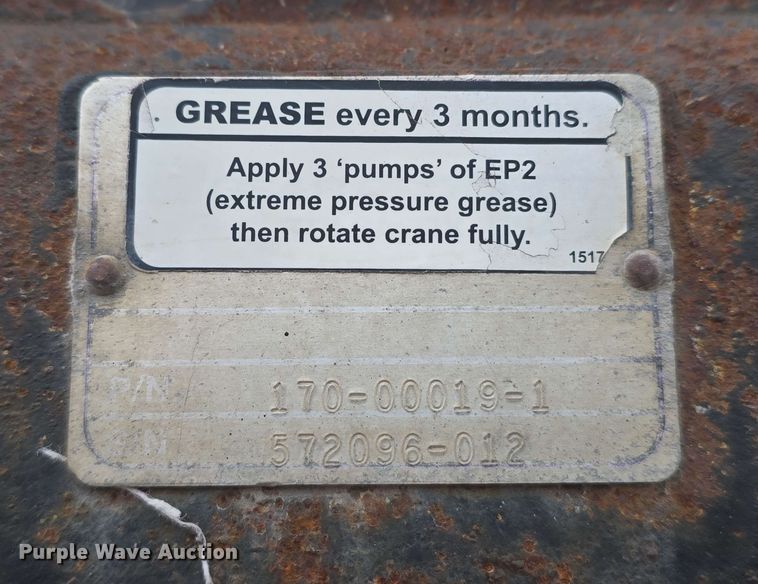 GREASE every 3 months.
Apply 3 ‘pumps’ of EP2
(extreme pressure grease)
then rotate crane fully.
1517
P/N 170-00019-1
572096-012
Purple Wave Auction